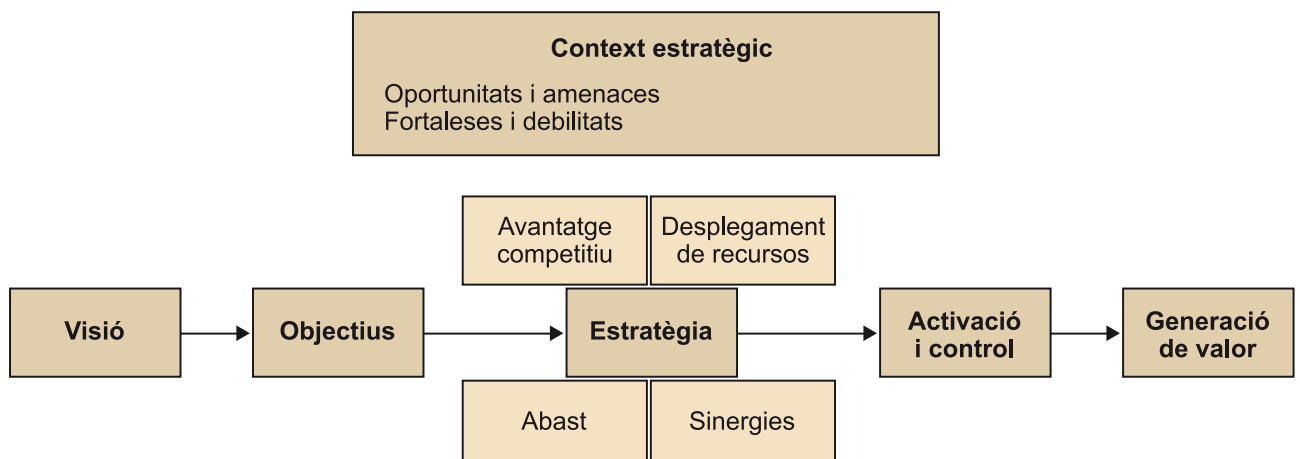 Context estratègic
Oportunitats i amenaces
Fortaleses i debilitats
Avantatge
competitiu
Desplegament
de recursos
Visió
Objectius
Estratègia
Activació
i control
Generació
de valor
Abast
Sinergies